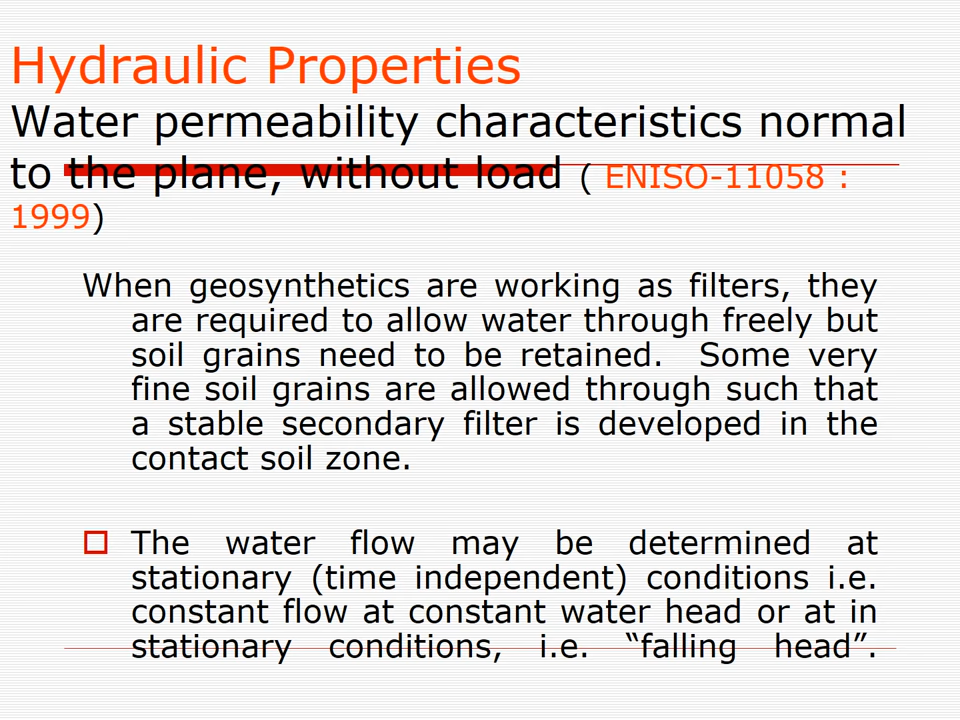 Hydraulic Properties
Water permeability characteristics normal
to the plane, without load ( ENISO-11058 :
1999)
When geosynthetics are working as filters, they
are required to allow water through freely but
soil grains need to be retained. Some very
fine soil grains are allowed through such that
a stable secondary filter is developed in the
contact soil zone.
The water flow may be determined at
stationary (time independent) conditions i.e.
constant flow at constant water head or at in
stationary conditions, i.e. “falling head”.